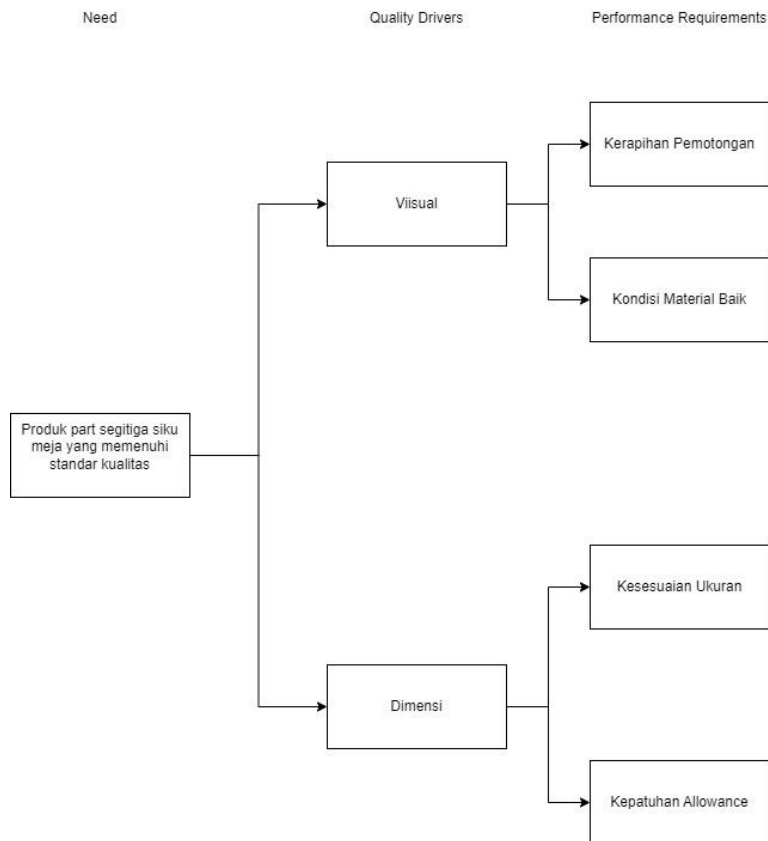 Need
Quality Drivers
Performance Requirements
Kerapihan Pemotongan
Viisual
Kondisi Material Baik
Produk part segitiga siku
meja yang memenuhi
standar kualitas
Kesesuaian Ukuran
Dimensi
Kepatuhan Allowance